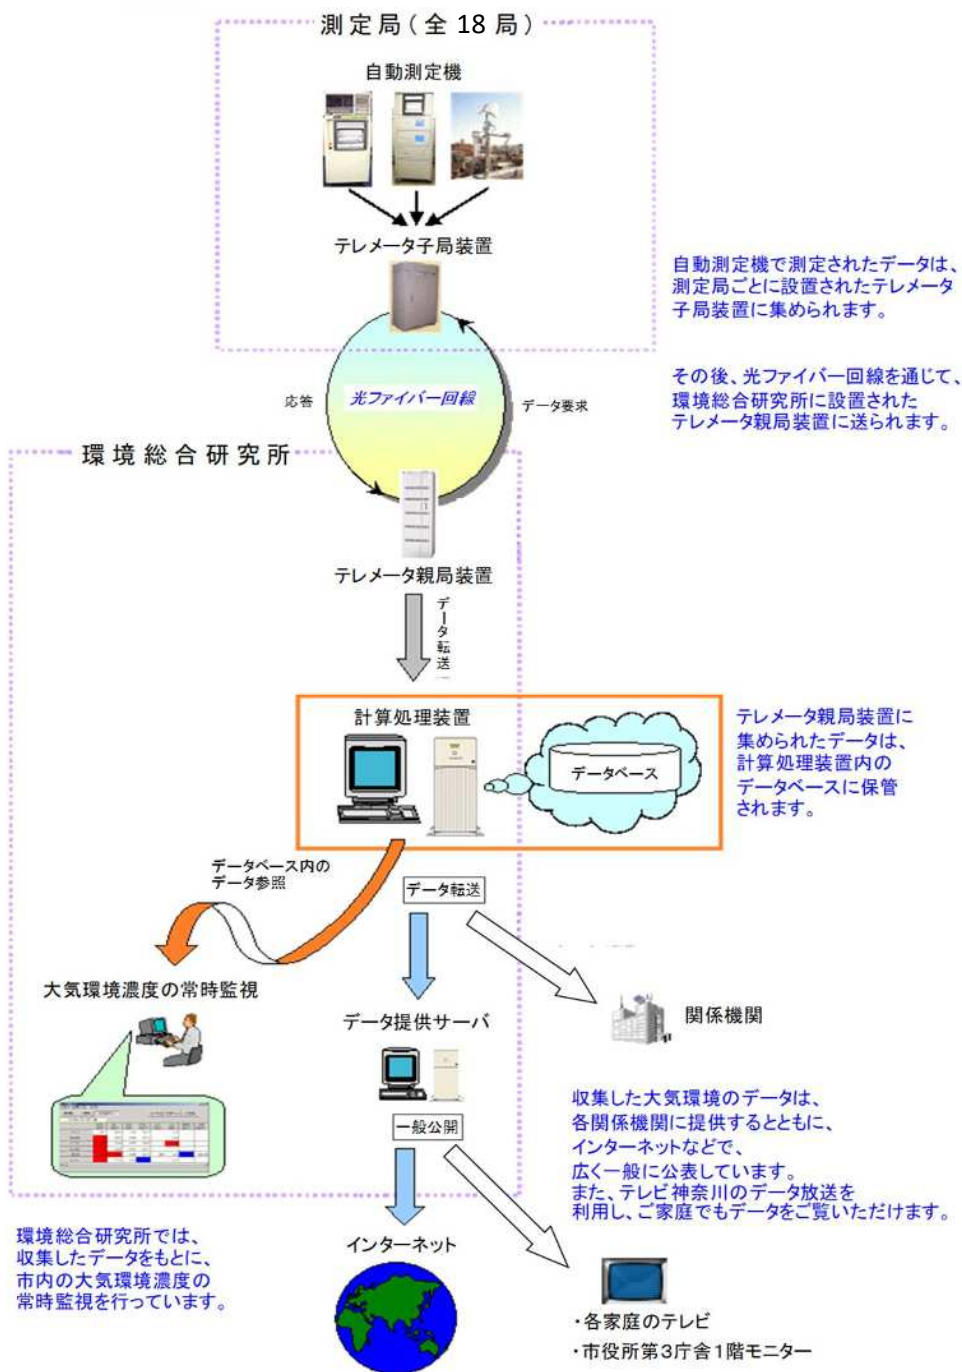 測定局(全 18 局)
自動測定機
テレメータ子局装置
自動測定機で測定されたデータは、
測定局ごとに設置されたテレメータ
子局装置に集められます。
応答
光ファイバー回線
データ要求
その後、光ファイバー回線を通じて、
環境総合研究所に設置された
テレメータ親局装置に送られます。
環境総合研究所
テレメータ親局装置
データ転送
計算処理装置
データベース
テレメータ親局装置に
集められたデータは、
計算処理装置内の
データベースに保管
されます。
データベース内の
データ参照
データ転送
大気環境濃度の常時監視
データ提供サーバ
関係機関
一般公開
収集した大気環境のデータは、
各関係機関に提供するとともに、
インターネットなどで、
広く一般に公表しています。
また、テレビ神奈川のデータ放送を
利用し、ご家庭でもデータをご覧いただけます。
環境総合研究所では、
収集したデータをもとに、
市内の大気環境濃度の
常時監視を行っています。
インターネット
・各家庭のテレビ
・市役所第3庁舎1階モニター